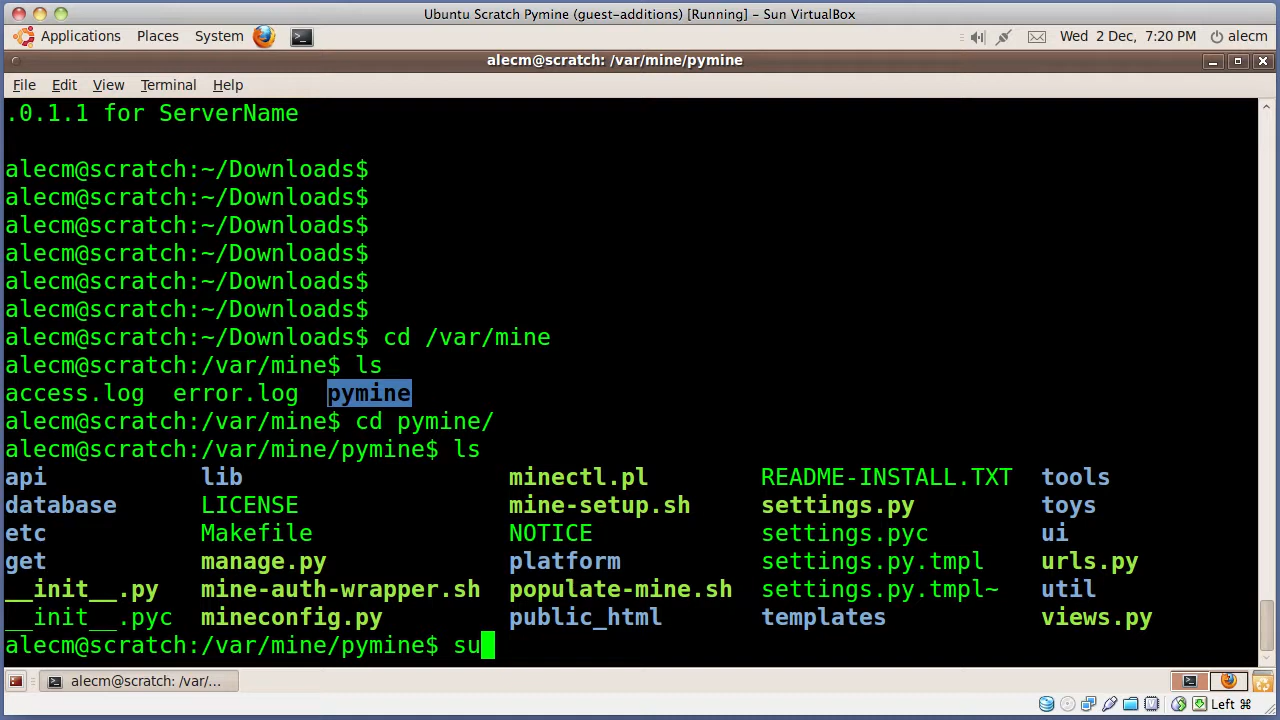 Ubuntu Scratch Pymine (guest-additions) [Running] – Sun VirtualBox
Applications Places System Wed 2 Dec, 7:20 PM alecm
alecm@scratch: /var/mine/pymine
File Edit View Terminal Help
.0.1.1 for ServerName
alecm@scratch:~/Downloads$
alecm@scratch:~/Downloads$
alecm@scratch:~/Downloads$
alecm@scratch:~/Downloads$
alecm@scratch:~/Downloads$
alecm@scratch:~/Downloads$
alecm@scratch:~/Downloads$ cd /var/mine
alecm@scratch:/var/mine$ ls
access.log error.log pymine
alecm@scratch:/var/mine$ cd pymine/
alecm@scratch:/var/mine/pymine$ ls
api lib minectl.pl README-INSTALL.TXT tools
database LICENSE mine-setup.sh settings.py toys
etc Makefile NOTICE settings.pyc ui
get manage.py platform settings.py.tmpl urls.py
__init__.py mine-auth-wrapper.sh populate-mine.sh settings.py.tmpl~ util
__init__.pyc mineconfig.py public_html templates views.py
alecm@scratch:/var/mine/pymine$ su
alecm@scratch: /var/...
Left ⌘